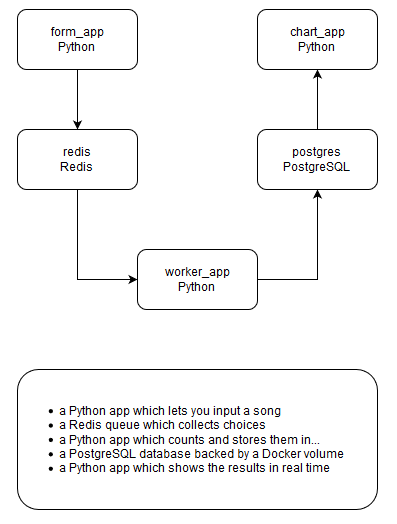 form_app
Python
chart_app
Python
redis
Redis
postgres
PostgreSQL
worker_app
Python
• a Python app which lets you input a song
• a Redis queue which collects choices
• a Python app which counts and stores them in...
• a PostgreSQL database backed by a Docker volume
• a Python app which shows the results in real time